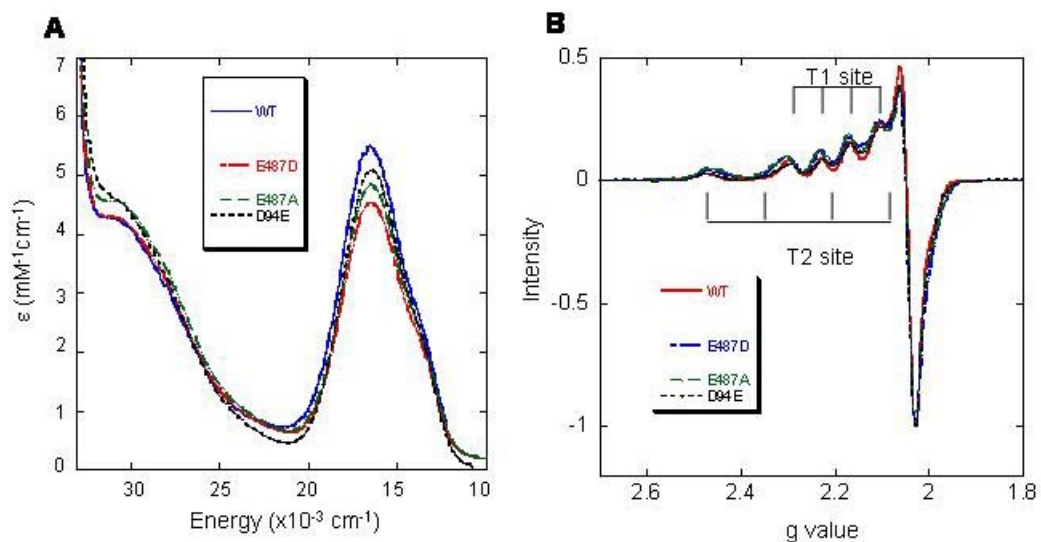 A
7
6
5
4
3
2
1
0
ε (mM-1cm-1)
WT
E487D
E487A
D94E
30
25
20
15
10
Energy (x10-3 cm-1)
B
0.5
0
-0.5
-1
Intensity
T1 site
T2 site
WT
E487D
E487A
D94E
2.6
2.4
2.2
2
1.8
g value